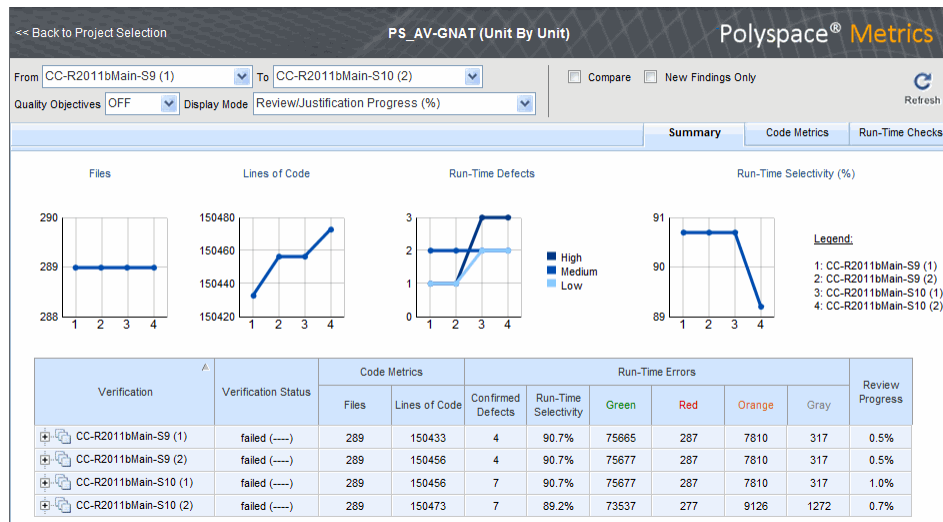 << Back to Project Selection
PS_AV-GNAT (Unit By Unit)
Polyspace® Metrics
From CC-R2011bMain-S9 (1) To CC-R2011bMain-S10 (2)
Compare New Findings Only
Quality Objectives OFF Display Mode Review/Justification Progress (%)
Refresh
Summary Code Metrics Run-Time Checks
Files
290
289
288
1 2 3 4
Lines of Code
150480
150460
150440
150420
1 2 3 4
Run-Time Defects
3
2
1
0
1 2 3 4
High
Medium
Low
Run-Time Selectivity (%)
91
90
89
1 2 3 4
Legend:
1: CC-R2011bMain-S9 (1)
2: CC-R2011bMain-S9 (2)
3: CC-R2011bMain-S10 (1)
4: CC-R2011bMain-S10 (2)
Verification Verification Status Code Metrics Run-Time Errors Review Progress
Files Lines of Code Confirmed Defects Run-Time Selectivity Green Red Orange Gray
CC-R2011bMain-S9 (1) failed (----) 289 150433 4 90.7% 75665 287 7810 317 0.5%
CC-R2011bMain-S9 (2) failed (----) 289 150456 4 90.7% 75677 287 7810 317 0.5%
CC-R2011bMain-S10 (1) failed (----) 289 150456 7 90.7% 75677 287 7810 317 1.0%
CC-R2011bMain-S10 (2) failed (----) 289 150473 7 89.2% 73537 277 9126 1272 0.7%